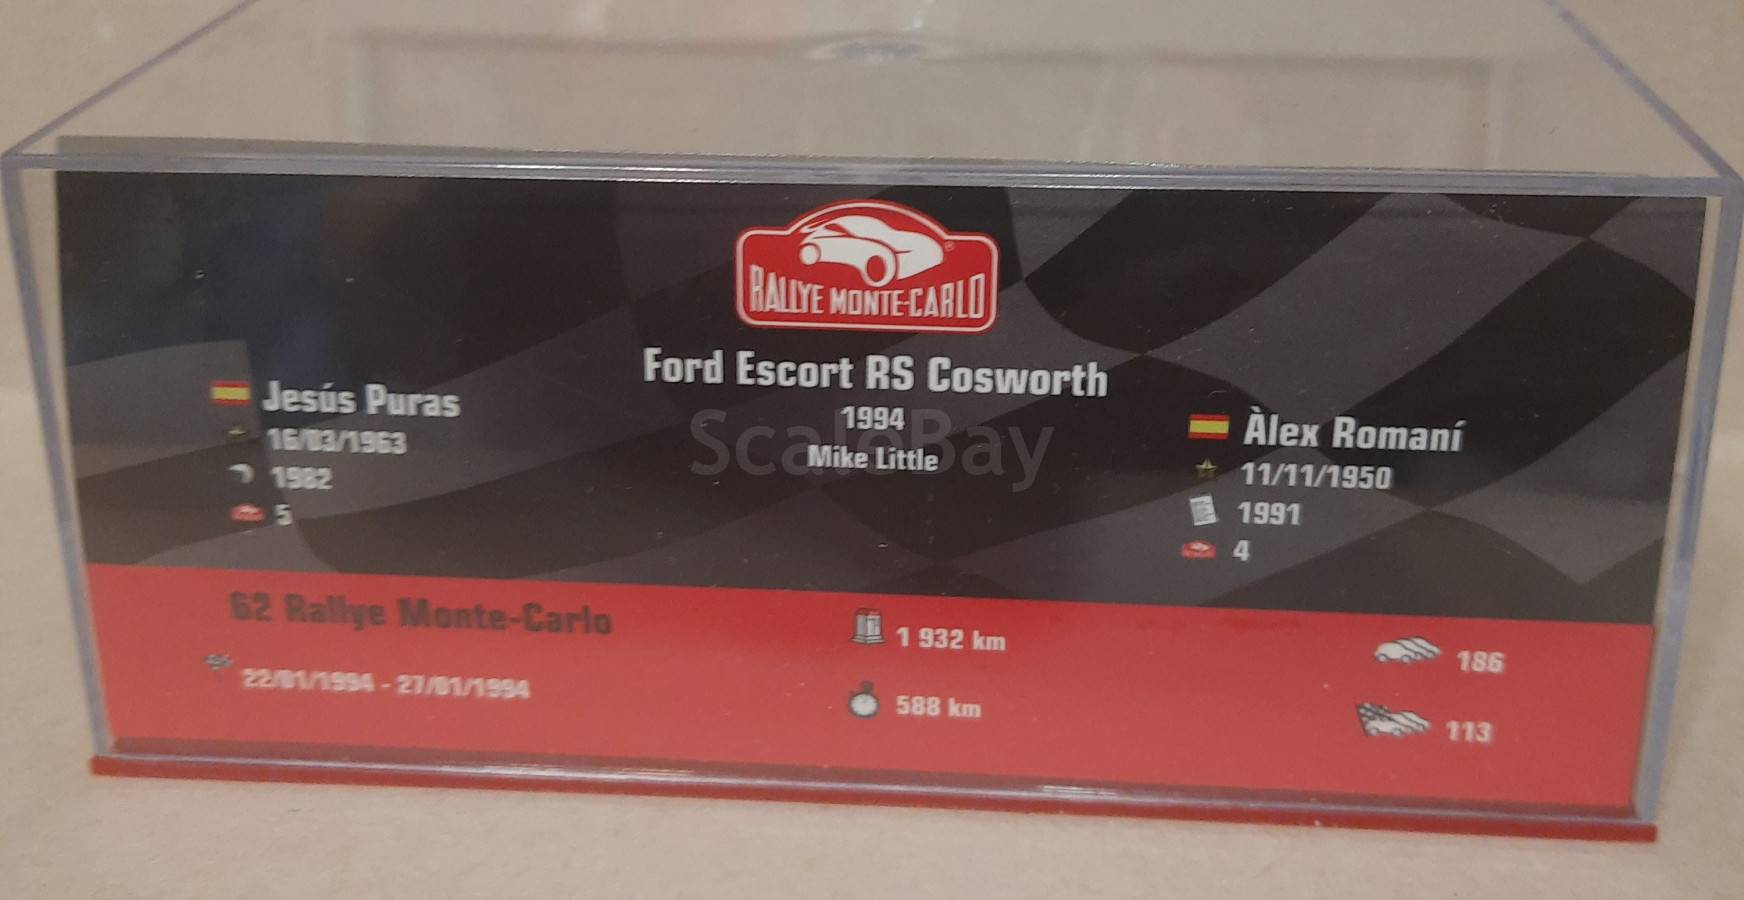 RALLYE MONTE-CARLO
Ford Escort RS Cosworth
1994
Mike Little
Jesús Puras
16/03/1963
1982
5
Àlex Romaní
11/11/1950
1991
4
62 Rallye Monte-Carlo
22/01/1994 - 27/01/1994
1 932 km
588 km
186
113
ScaleBay